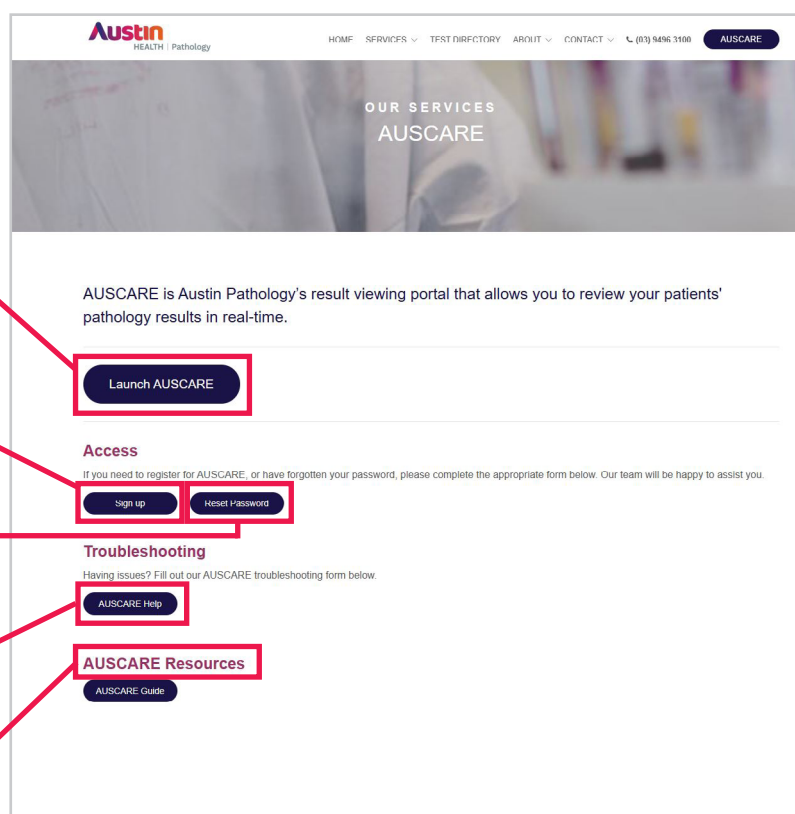 Austin
HEALTH | Pathology
HOME SERVICES TEST DIRECTORY ABOUT CONTACT (03) 9496 3100 AUSCARE
OUR SERVICES
AUSCARE
AUSCARE is Austin Pathology's result viewing portal that allows you to review your patients'
pathology results in real-time.
Launch AUSCARE
Access
If you need to register for AUSCARE, or have forgotten your password, please complete the appropriate form below. Our team will be happy to assist you.
Sign up Reset Password
Troubleshooting
Having issues? Fill out our AUSCARE troubleshooting form below.
AUSCARE Help
AUSCARE Resources
AUSCARE Guide